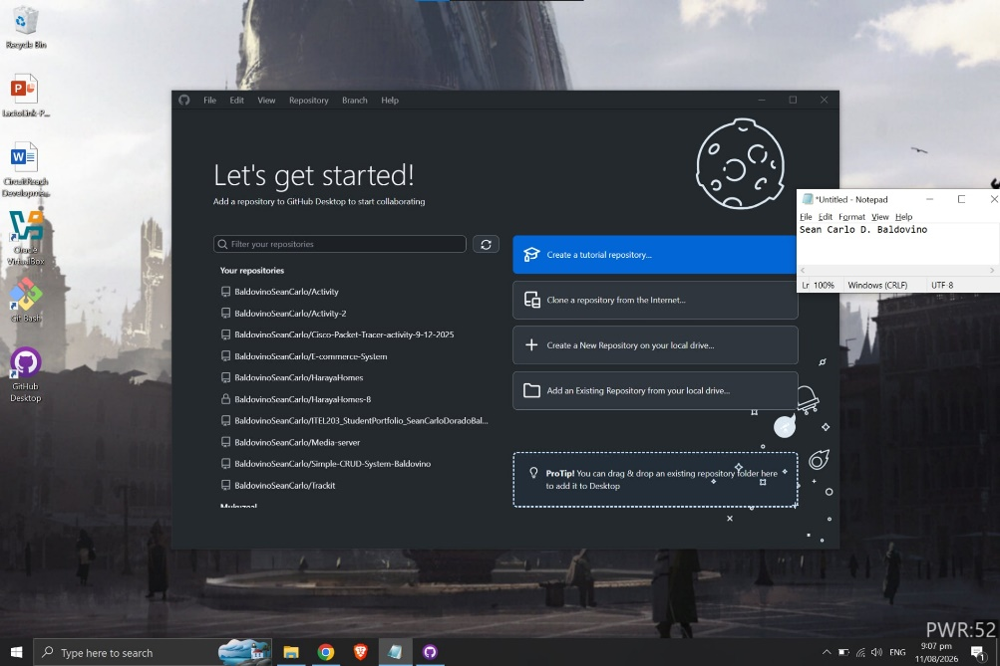 Recycle Bin
LactoLink-P...
CircuitReach
Developme...
Oracle
VirtualBox
Git Bash
GitHub
Desktop
File Edit View Repository Branch Help
Let's get started!
Add a repository to GitHub Desktop to start collaborating
Filter your repositories
Your repositories
BaldovinoSeanCarlo/Activity
BaldovinoSeanCarlo/Activity-2
BaldovinoSeanCarlo/Cisco-Packet-Tracer-activity-9-12-2025
BaldovinoSeanCarlo/E-commerce-System
BaldovinoSeanCarlo/HarayaHomes
BaldovinoSeanCarlo/HarayaHomes-8
BaldovinoSeanCarlo/ITEL203_StudentPortfolio_SeanCarloDoradoBal...
BaldovinoSeanCarlo/Media-server
BaldovinoSeanCarlo/Simple-CRUD-System-Baldovino
BaldovinoSeanCarlo/Trackit
Create a tutorial repository...
Clone a repository from the Internet...
Create a New Repository on your local drive...
Add an Existing Repository from your local drive...
ProTip! You can drag & drop an existing repository folder here
to add it to Desktop
*Untitled - Notepad
File Edit Format View Help
Sean Carlo D. Baldovino
Lr 100% Windows (CRLF) UTF-8
PWR:52
Type here to search
ENG
9:07 pm
11/08/2026
1